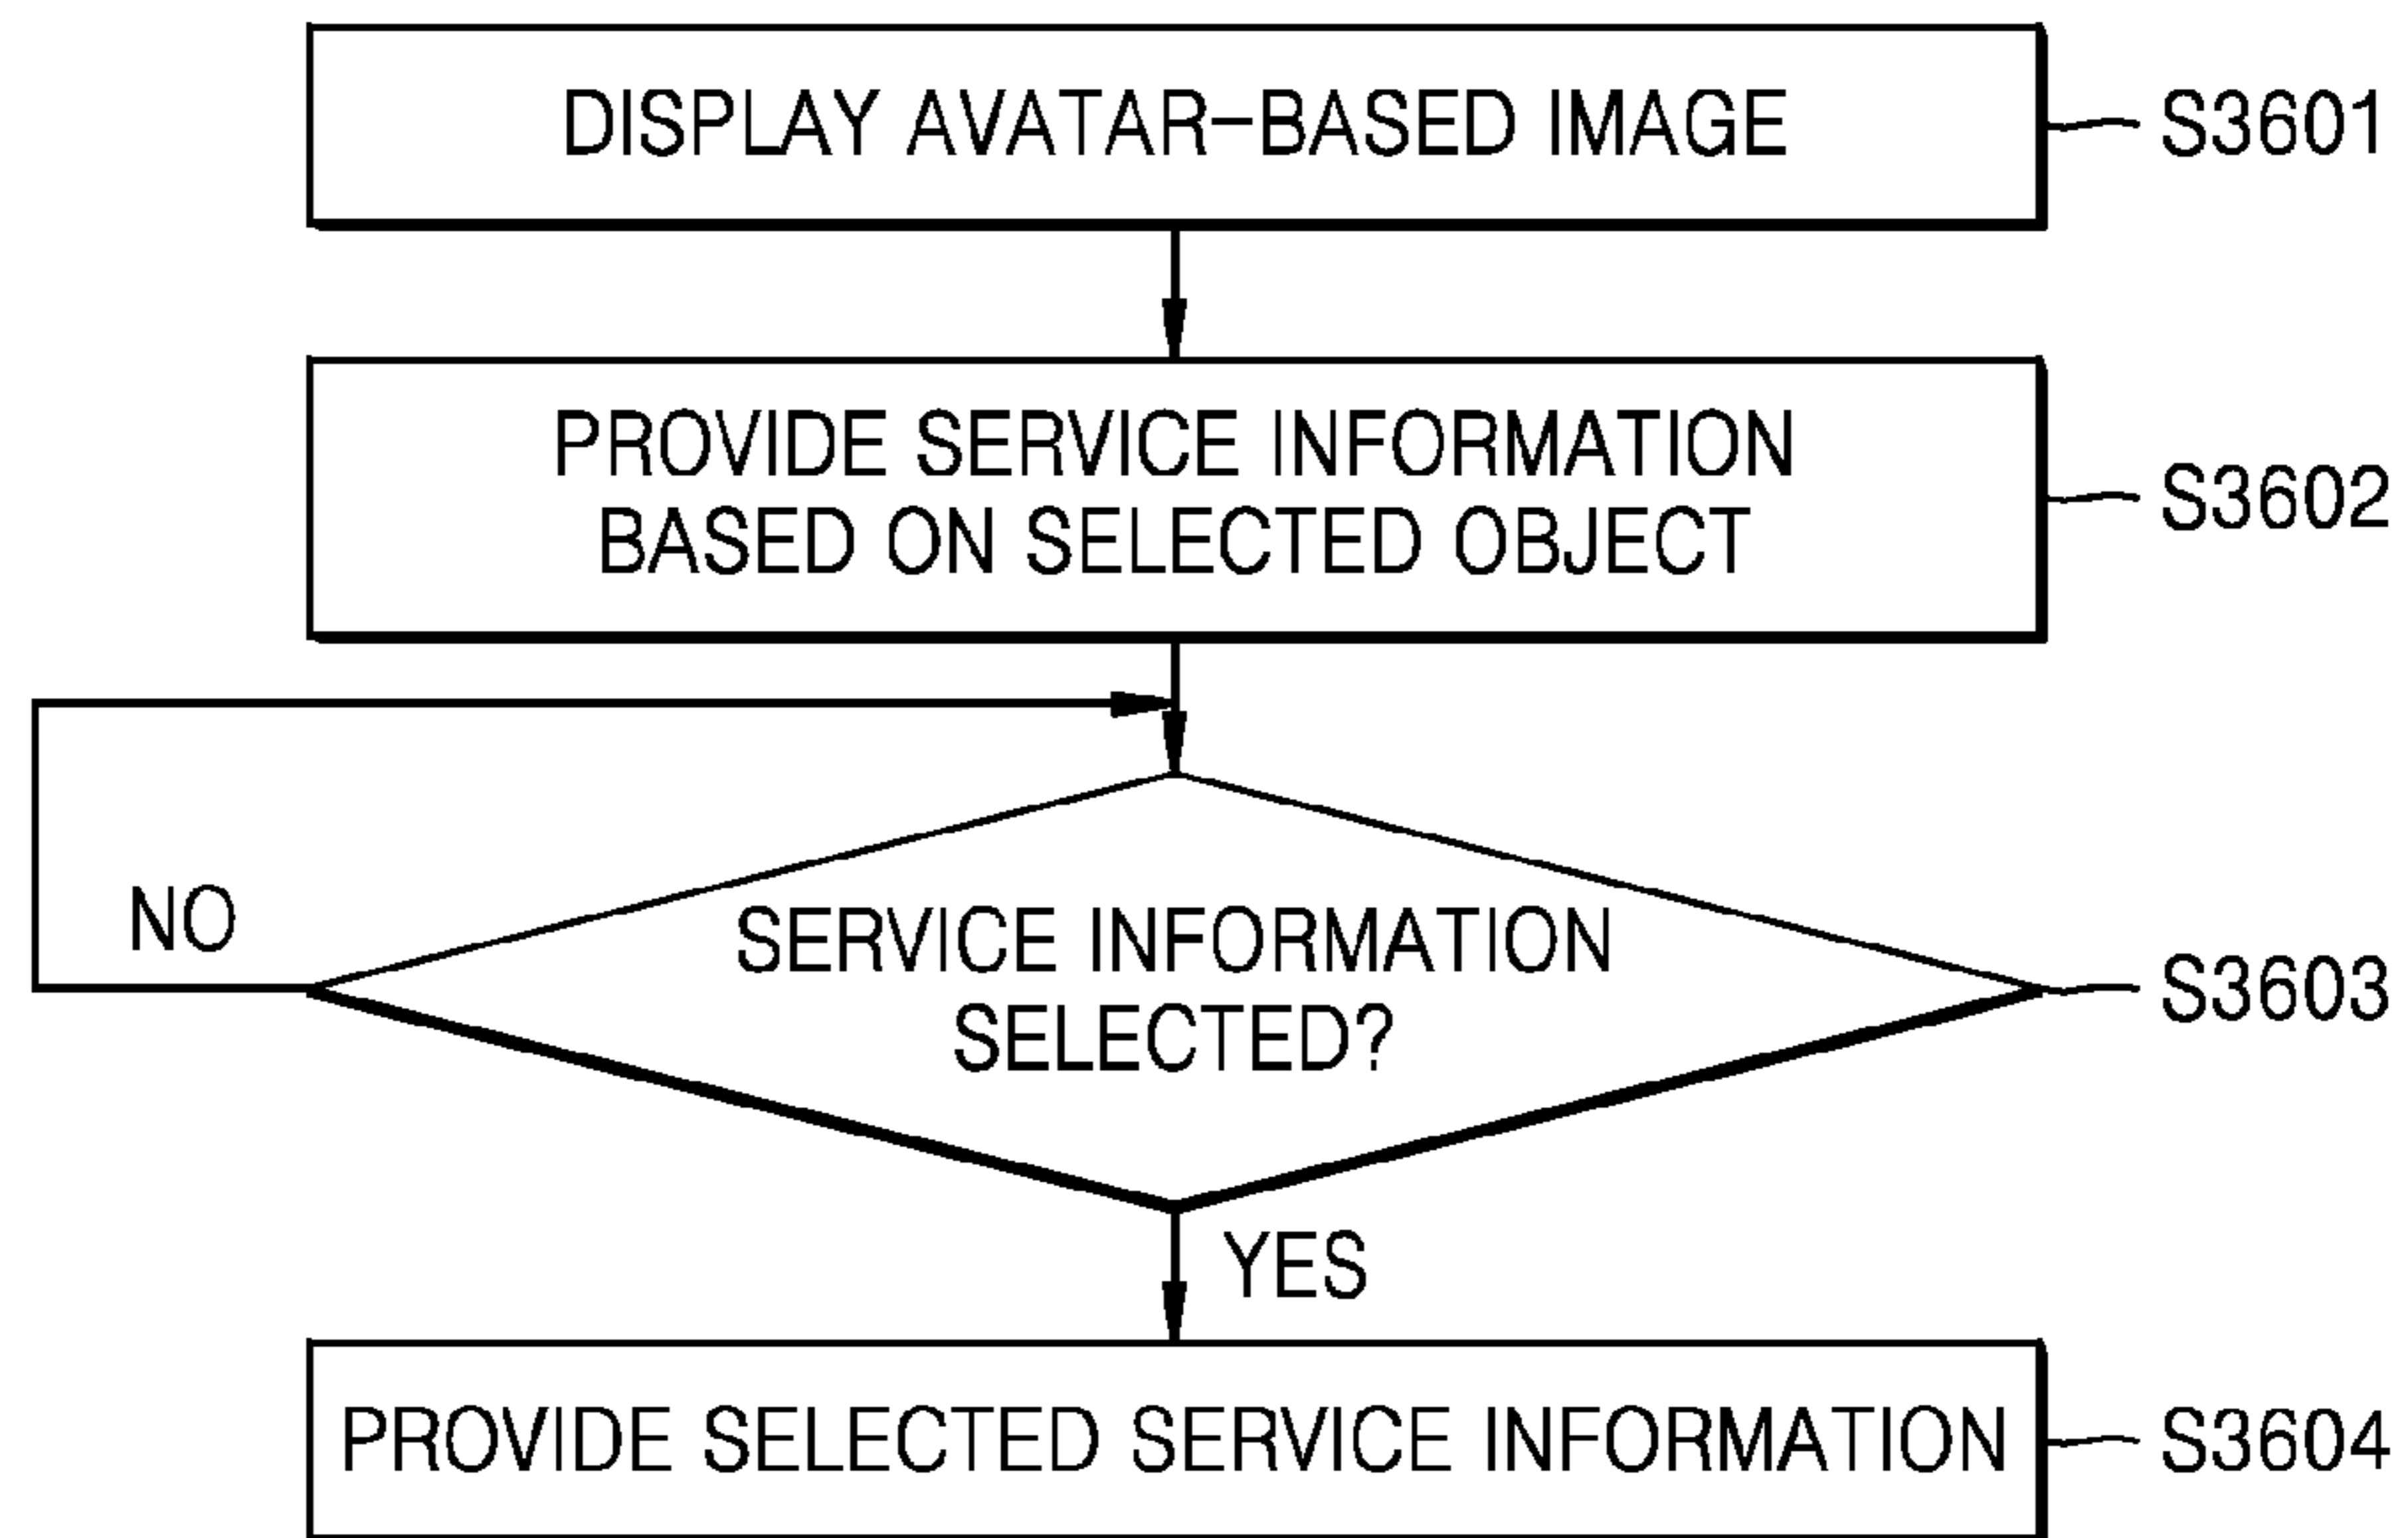 DISPLAY AVATAR-BASED IMAGE
S3601
PROVIDE SERVICE INFORMATION
BASED ON SELECTED OBJECT
S3602
NO
SERVICE INFORMATION
SELECTED?
S3603
YES
PROVIDE SELECTED SERVICE INFORMATION
S3604